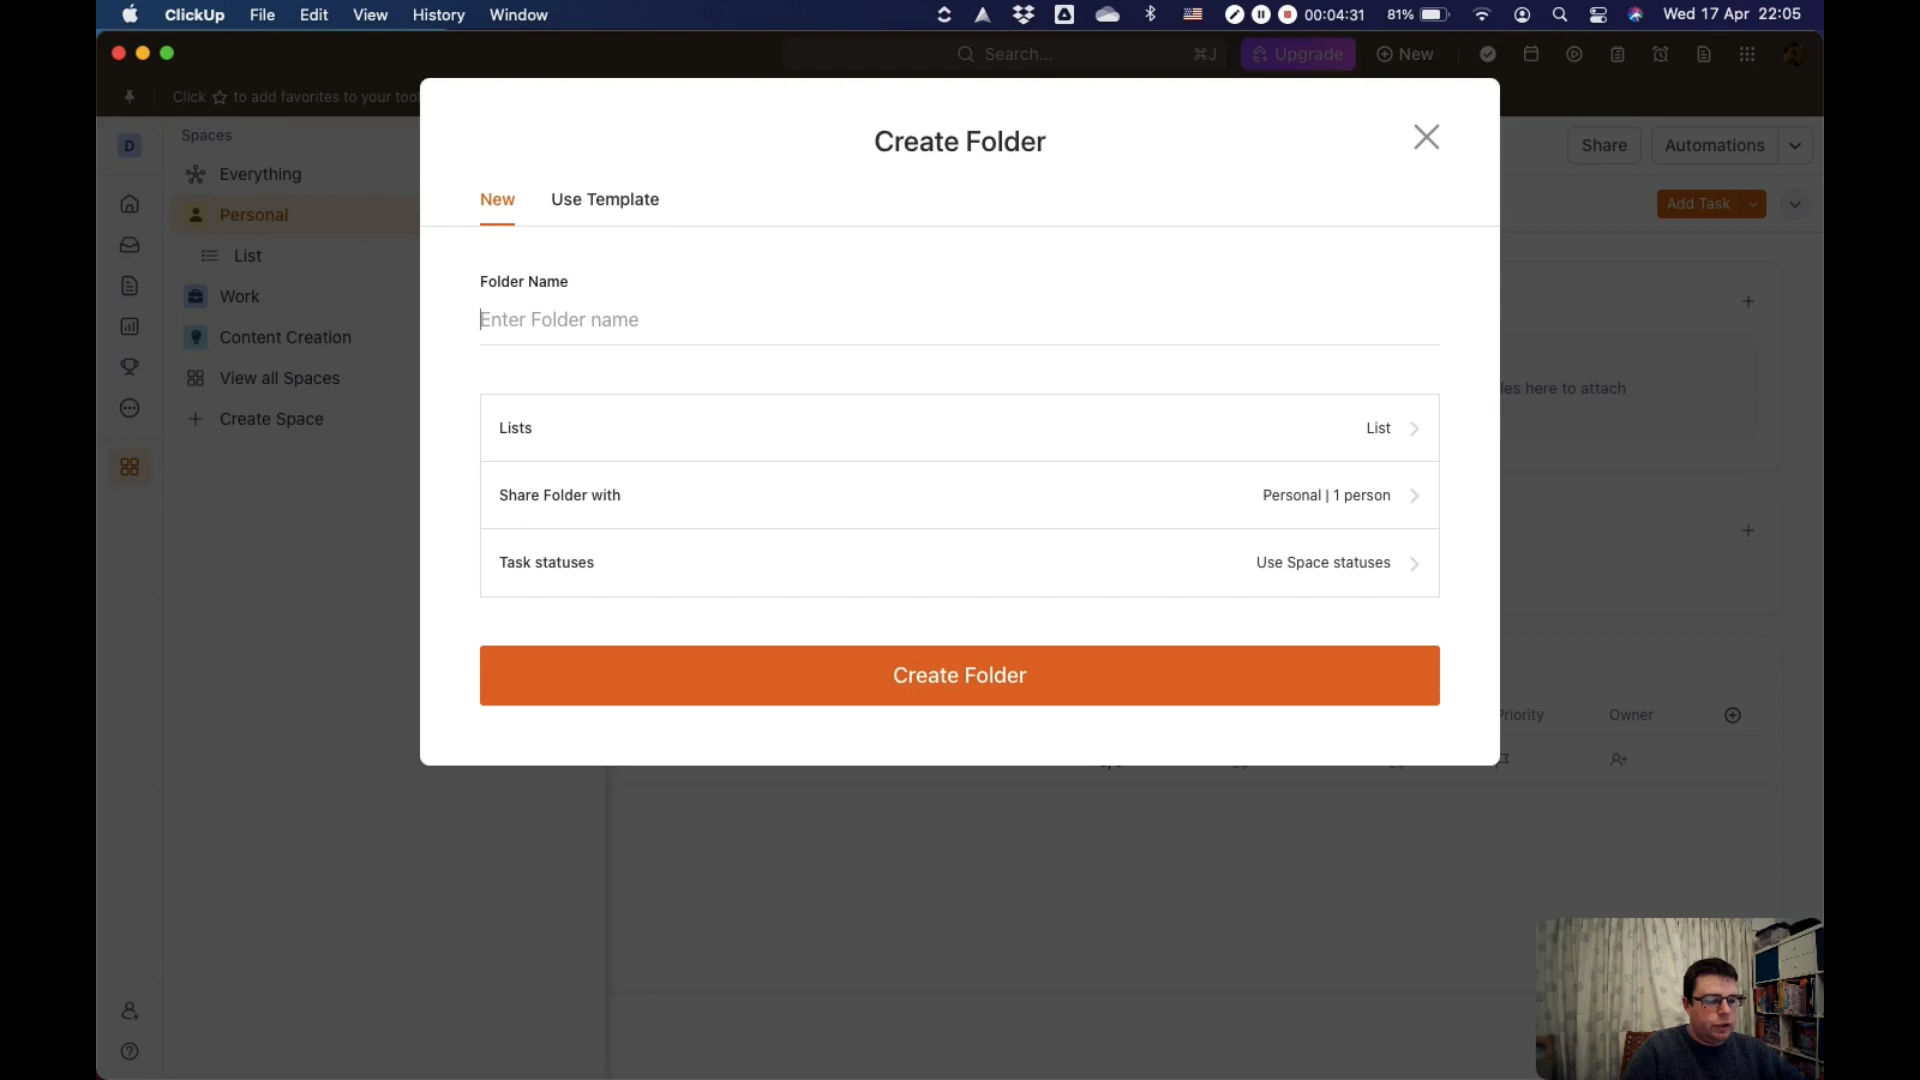 ClickUp File Edit View History Window 00:04:31 81% Wed 17 Apr 22:05
Search... ⌘J Upgrade New
Click to add favorites to your
Create Folder
D Spaces Share Automations
Everything
New Use Template
Personal Add Task
List
Folder Name
Work
Enter Folder name
Content Creation
View all Spaces
here to attach
Create Space
Lists List
Share Folder with Personal | 1 person
Task statuses Use Space statuses
Create Folder
Priority Owner